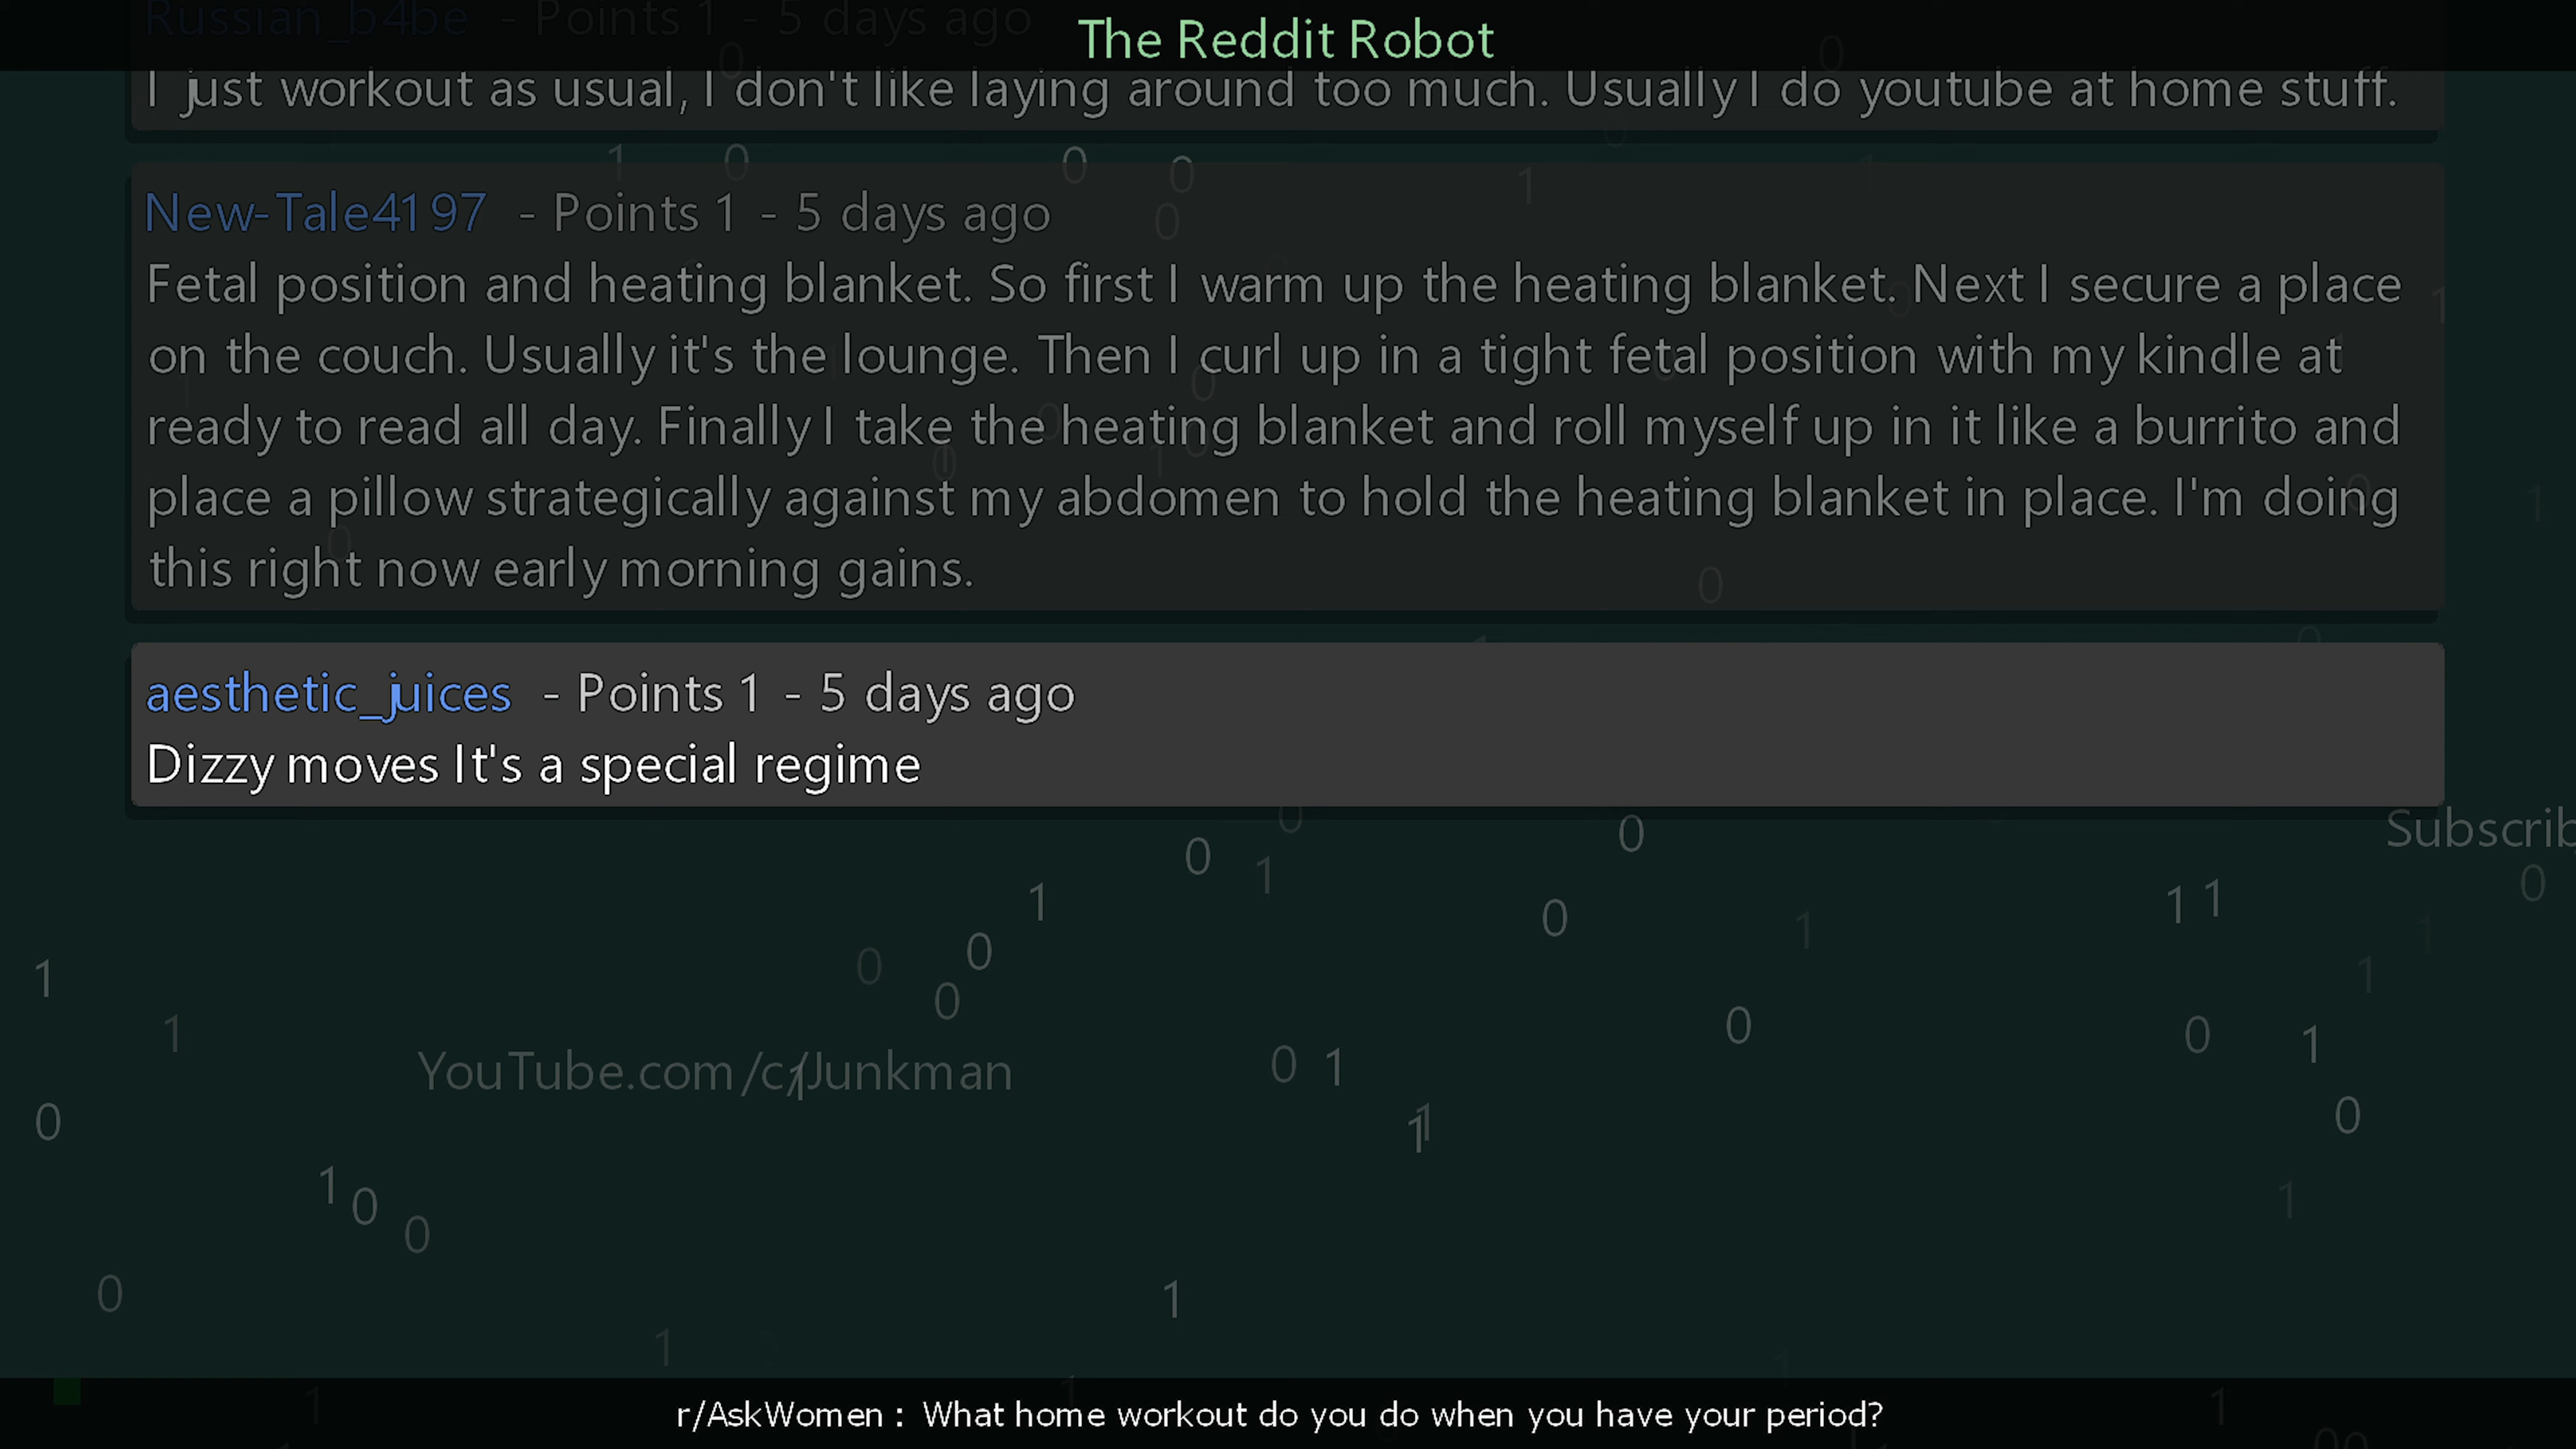 Russian_b4be - Points 1 - 5 days ago
The Reddit Robot
I just workout as usual, I don't like laying around too much. Usually I do youtube at home stuff.
New-Tale4197 - Points 1 - 5 days ago
Fetal position and heating blanket. So first I warm up the heating blanket. Next I secure a place
on the couch. Usually it's the lounge. Then I curl up in a tight fetal position with my kindle at
ready to read all day. Finally I take the heating blanket and roll myself up in it like a burrito and
place a pillow strategically against my abdomen to hold the heating blanket in place. I'm doing
this right now early morning gains.
aesthetic_juices - Points 1 - 5 days ago
Dizzy moves It's a special regime
Subscrib
YouTube.com/c/Junkman
r/AskWomen : What home workout do you do when you have your period?